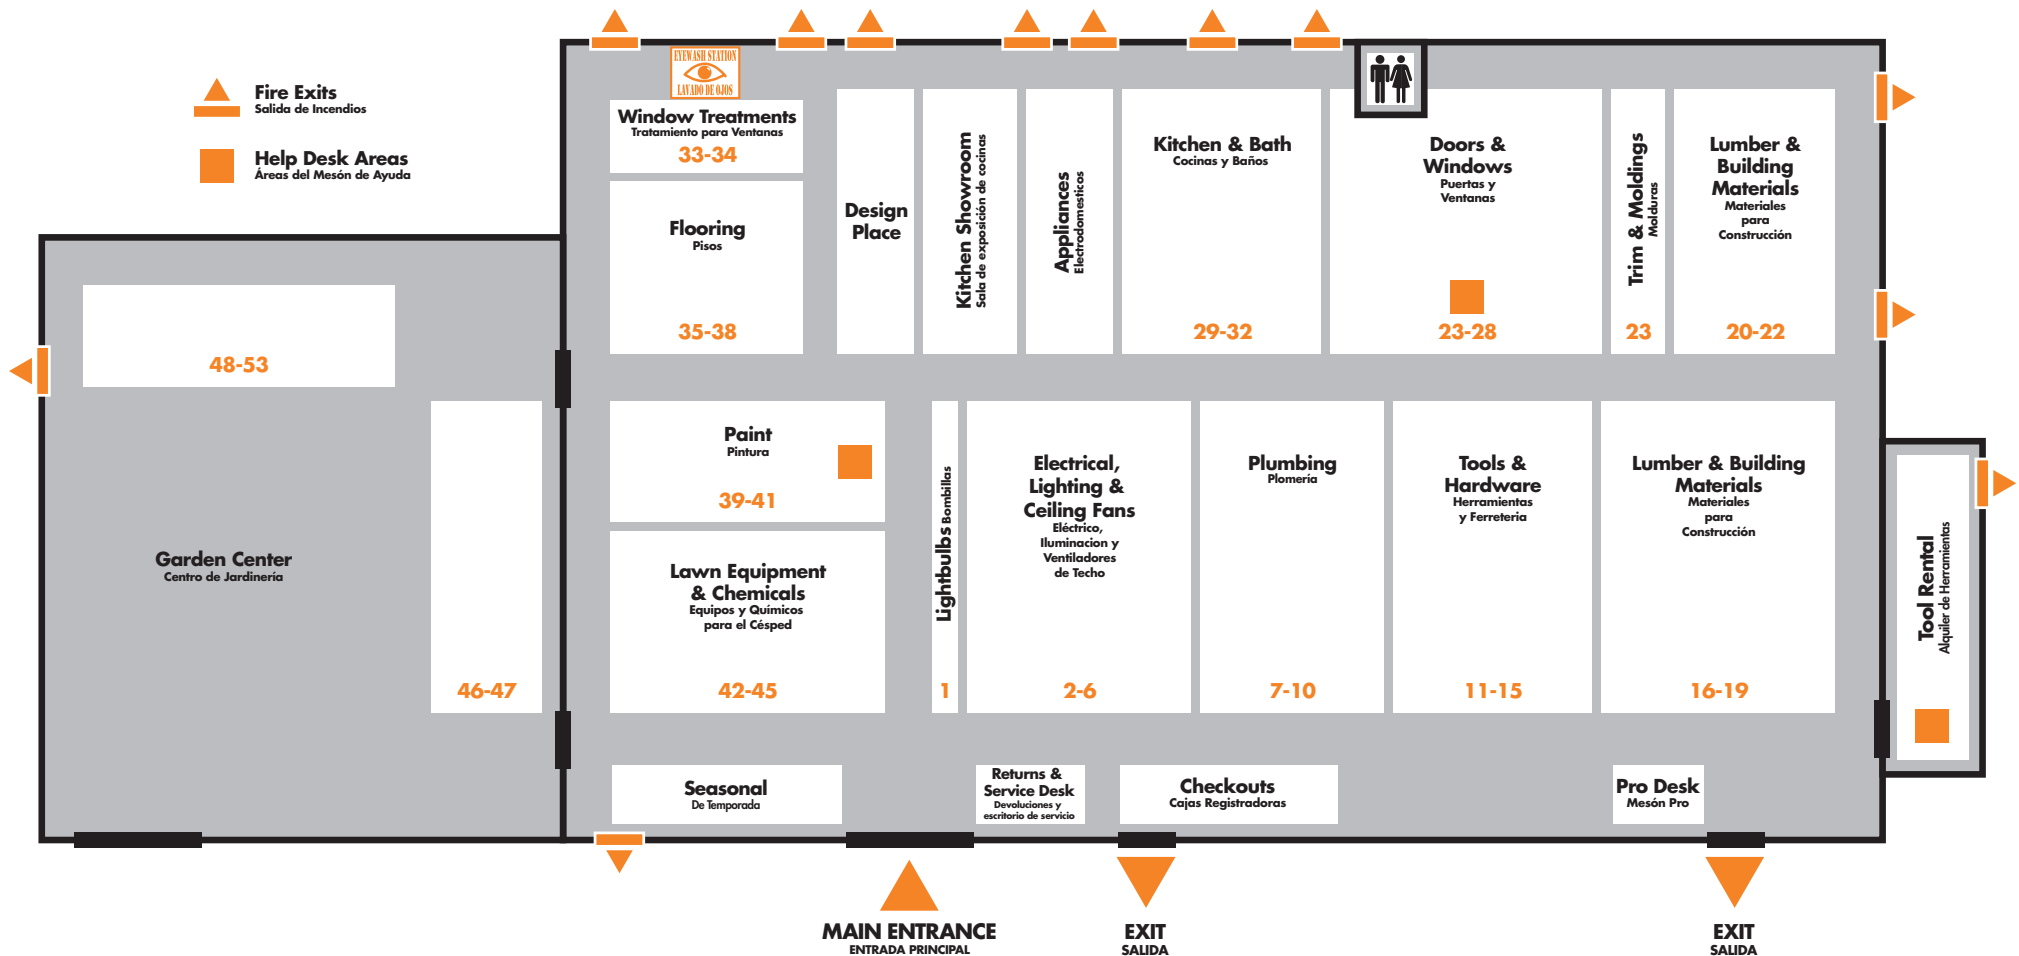 Fire Exits
Salida de Incendios
Help Desk Areas
Áreas del Mesón de Ayuda
EYEWASH STATION
LAVADO DE OJOS
Window Treatments
Tratamiento para Ventanas
33-34
Flooring
Pisos
35-38
Design
Place
Kitchen Showroom
Sala de exposición de cocinas
Appliances
Electrodomesticos
Kitchen & Bath
Cocinas y Baños
29-32
Doors &
Windows
Puertas y
Ventanas
23-28
Trim & Moldings
Molduras
23
Lumber &
Building
Materials
Materiales
para
Construcción
20-22
48-53
46-47
Garden Center
Centro de Jardinería
Paint
Pintura
39-41
Lawn Equipment
& Chemicals
Equipos y Químicos
para el Césped
42-45
Lightbulbs Bombillas
1
Electrical,
Lighting &
Ceiling Fans
Eléctrico,
Iluminacion y
Ventiladores
de Techo
2-6
Plumbing
Plomería
7-10
Tools &
Hardware
Herramientas
y Ferreteria
11-15
Lumber & Building
Materials
Materiales
para
Construcción
16-19
Tool Rental
Alquiler de Herramientas
Seasonal
De Temporada
Returns &
Service Desk
Devoluciones y
escritorio de servicio
Checkouts
Cajas Registradoras
Pro Desk
Mesón Pro
MAIN ENTRANCE
ENTRADA PRINCIPAL
EXIT
SALIDA
EXIT
SALIDA